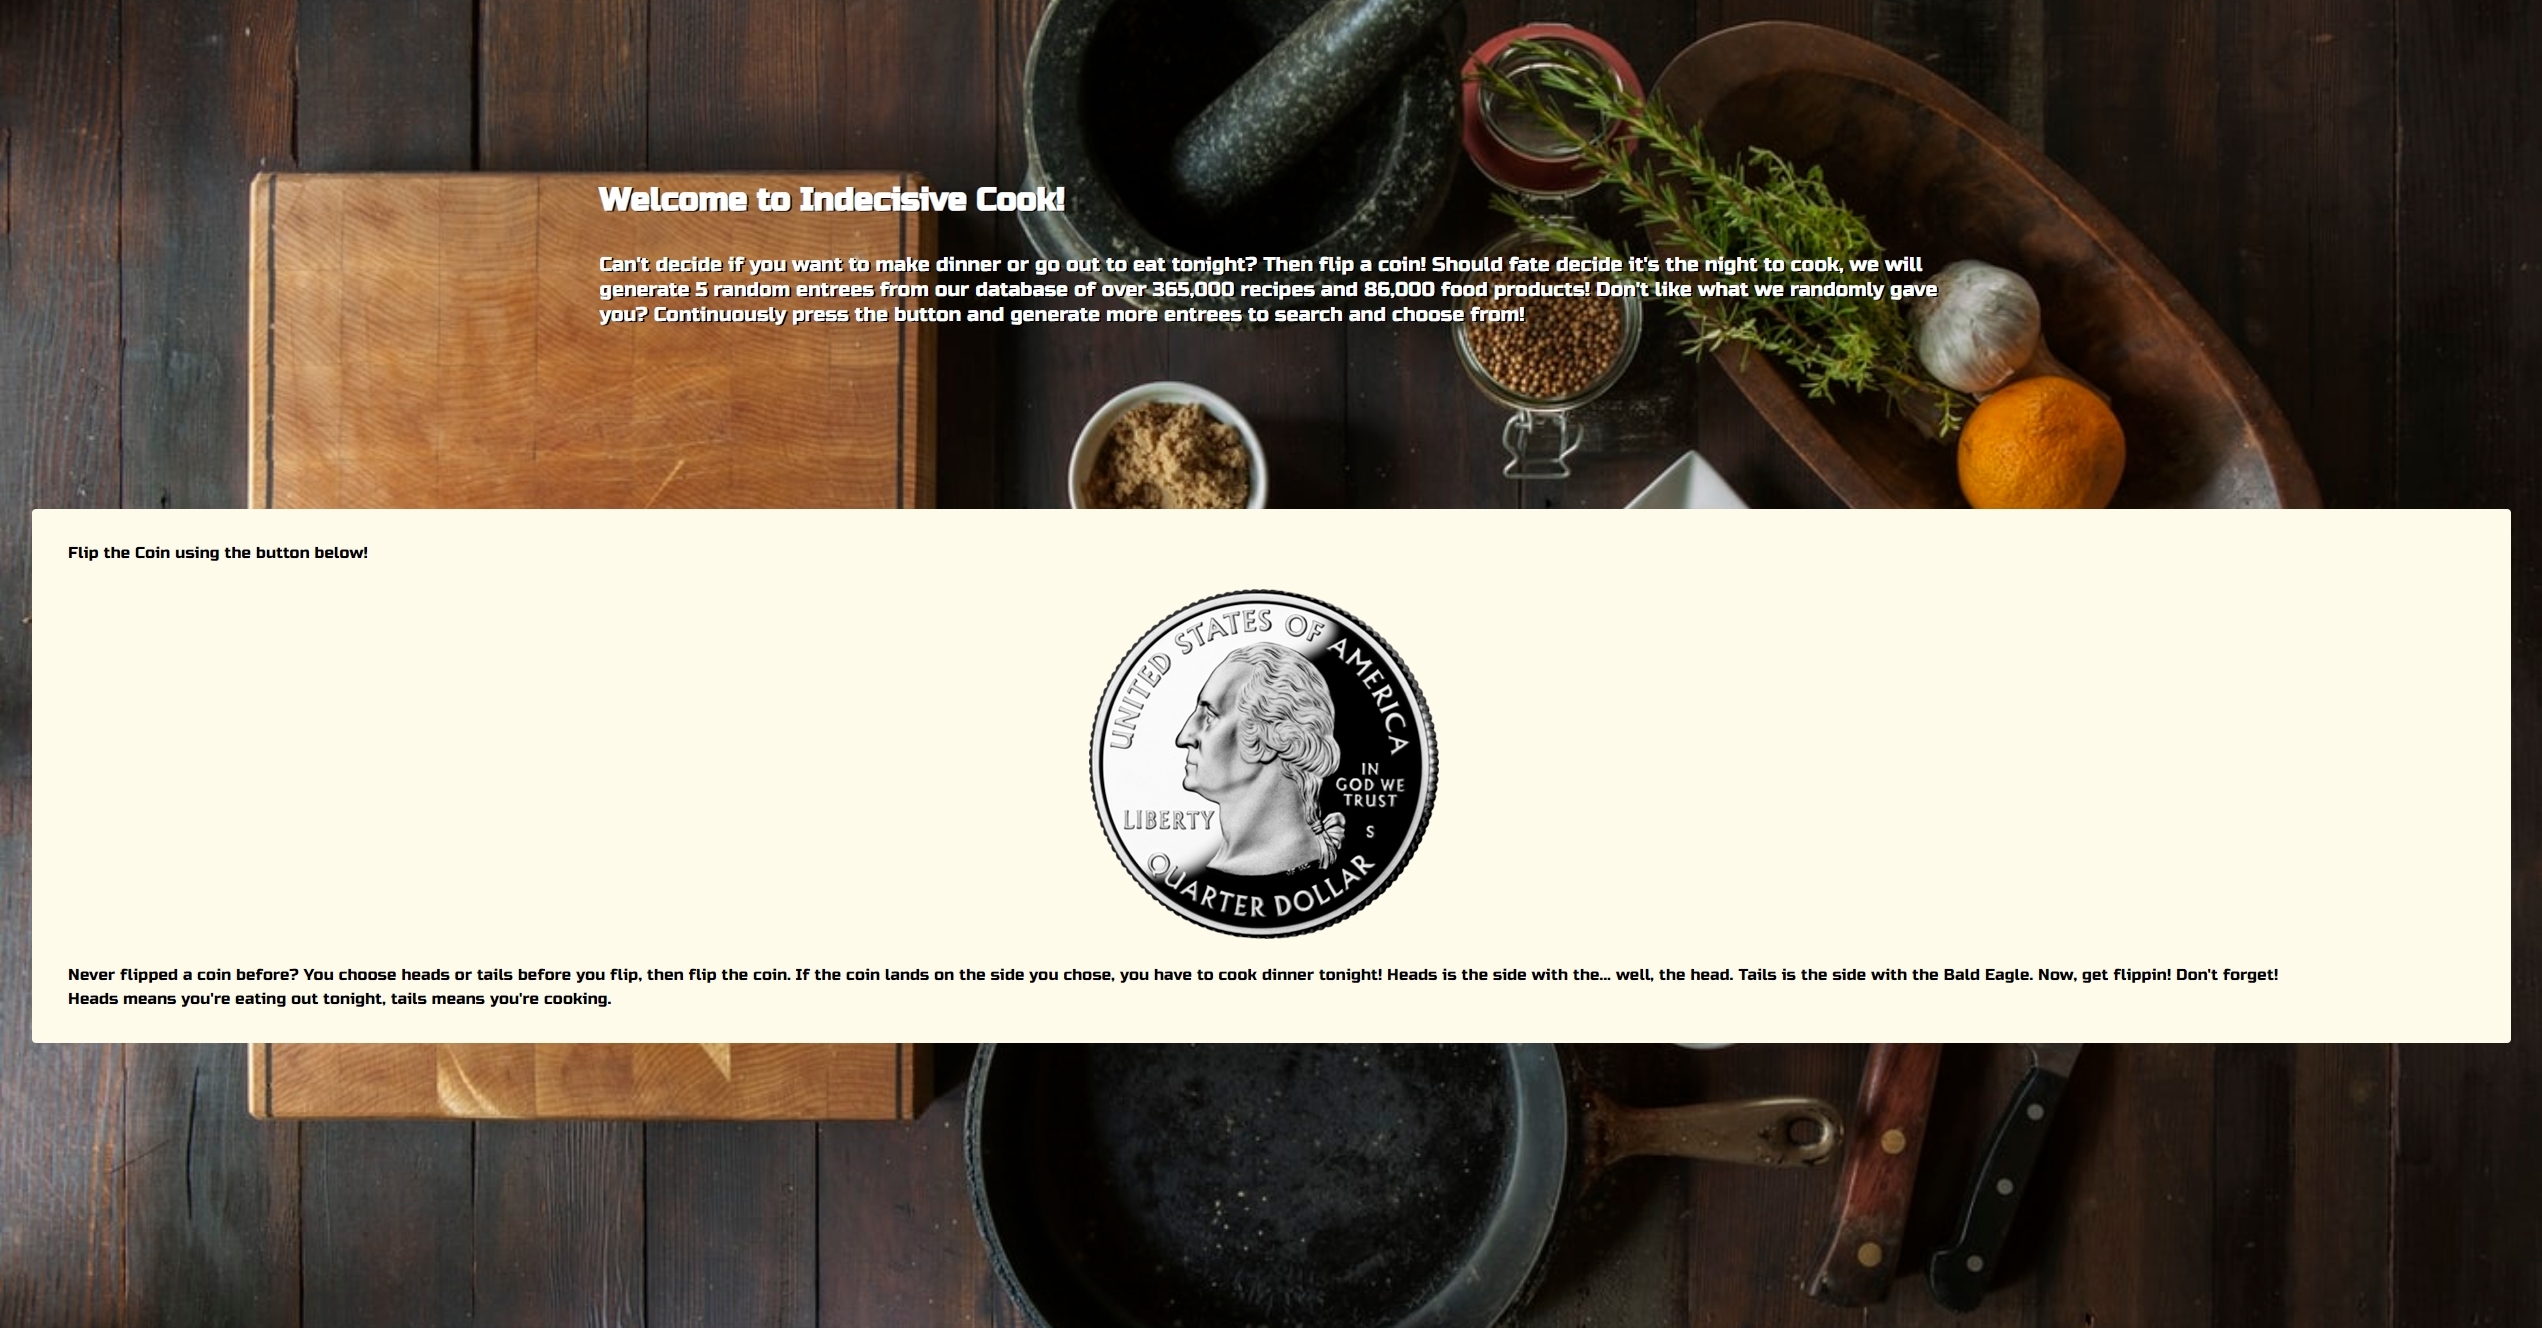 Welcome to Indecisive Cook!
Can't decide if you want to make dinner or go out to eat tonight? Then flip a coin! Should fate decide it's the night to cook, we will
generate 5 random entrees from our database of over 365,000 recipes and 86,000 food products! Don't like what we randomly gave
you? Continuously press the button and generate more entrees to search and choose from!
Flip the Coin using the button below!
UNITED STATES OF AMERICA
IN
GOD WE
TRUST
LIBERTY
S
QUARTER DOLLAR
Never flipped a coin before? You choose heads or tails before you flip, then flip the coin. If the coin lands on the side you chose, you have to cook dinner tonight! Heads is the side with the... well, the head. Tails is the side with the Bald Eagle. Now, get flippin! Don't forget!
Heads means you're eating out tonight, tails means you're cooking.